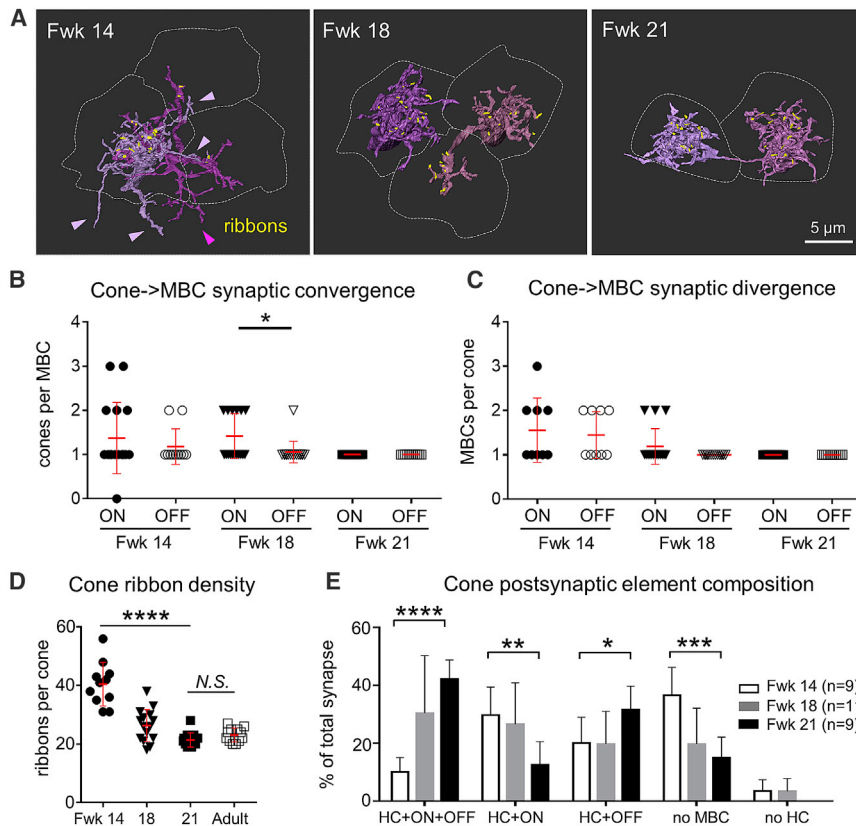 A
Fwk 14
Fwk 18
Fwk 21
ribbons
5 µm
B
Cone->MBC synaptic convergence
cones per MBC
4
3
2
1
0
*
ON
OFF
ON
OFF
ON
OFF
Fwk 14
Fwk 18
Fwk 21
C
Cone->MBC synaptic divergence
MBCs per cone
4
3
2
1
0
ON
OFF
ON
OFF
ON
OFF
Fwk 14
Fwk 18
Fwk 21
D
Cone ribbon density
ribbons per cone
60
40
20
0
****
N.S.
Fwk 14
18
21
Adult
E
Cone postsynaptic element composition
% of total synapse
60
40
20
0
****
**
*
***
Fwk 14 (n=9)
Fwk 18 (n=1
Fwk 21 (n=9)
HC+ON+OFF
HC+ON
HC+OFF
no MBC
no HC